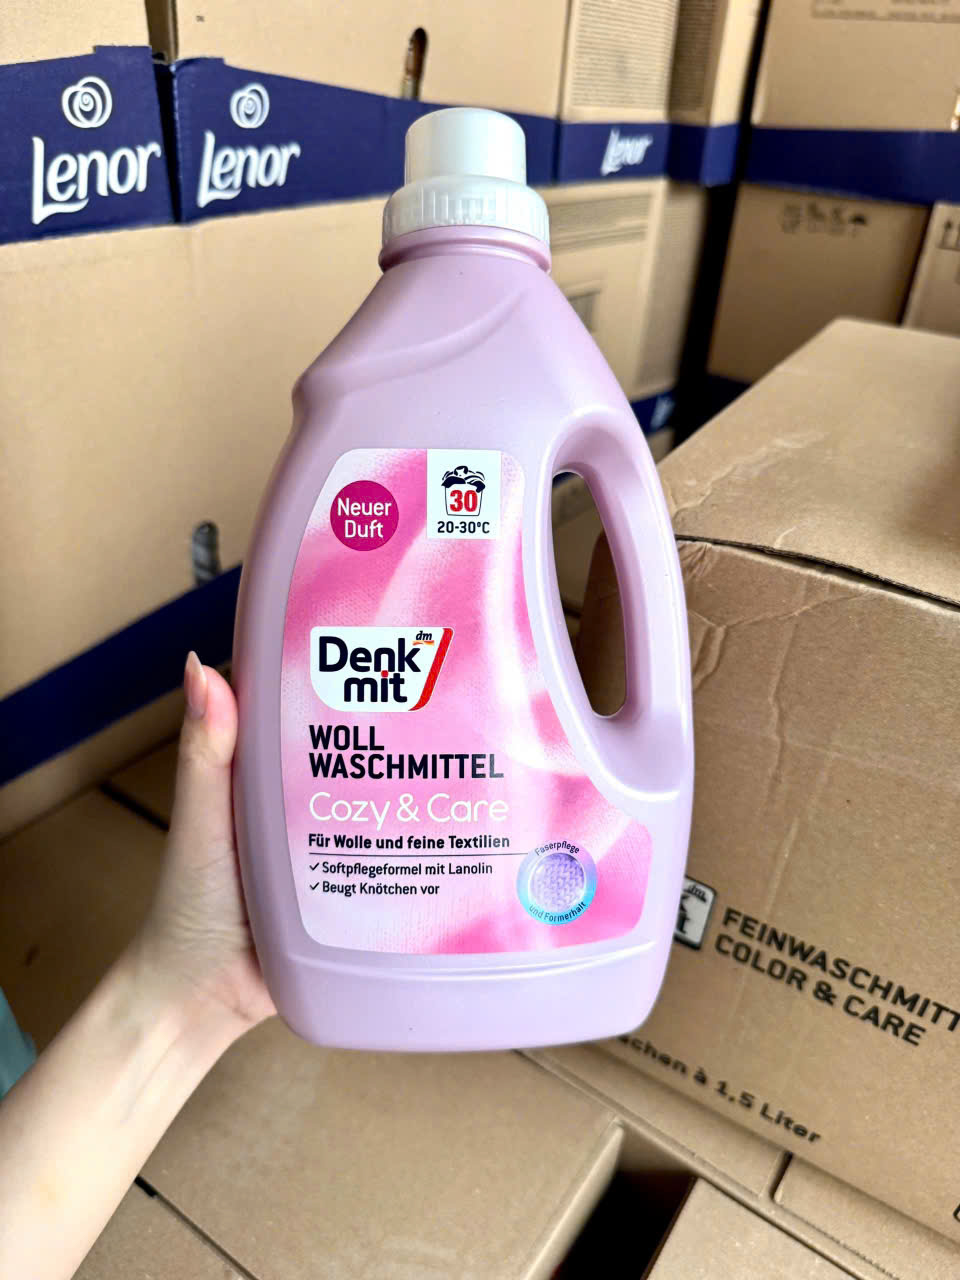 Lenor
Lenor
Lenor
Neuer
Duft
30
20-30°C
dm
Denk
mit
WOLL
WASCHMITTEL
Cozy & Care
Für Wolle und feine Textilien
✓ Softpflegeformel mit Lanolin
✓ Beugt Knötchen vor
Faserpflege
und Formerhalt
dm
FEINWASCHMITT
COLOR & CARE
à 1,5 Liter